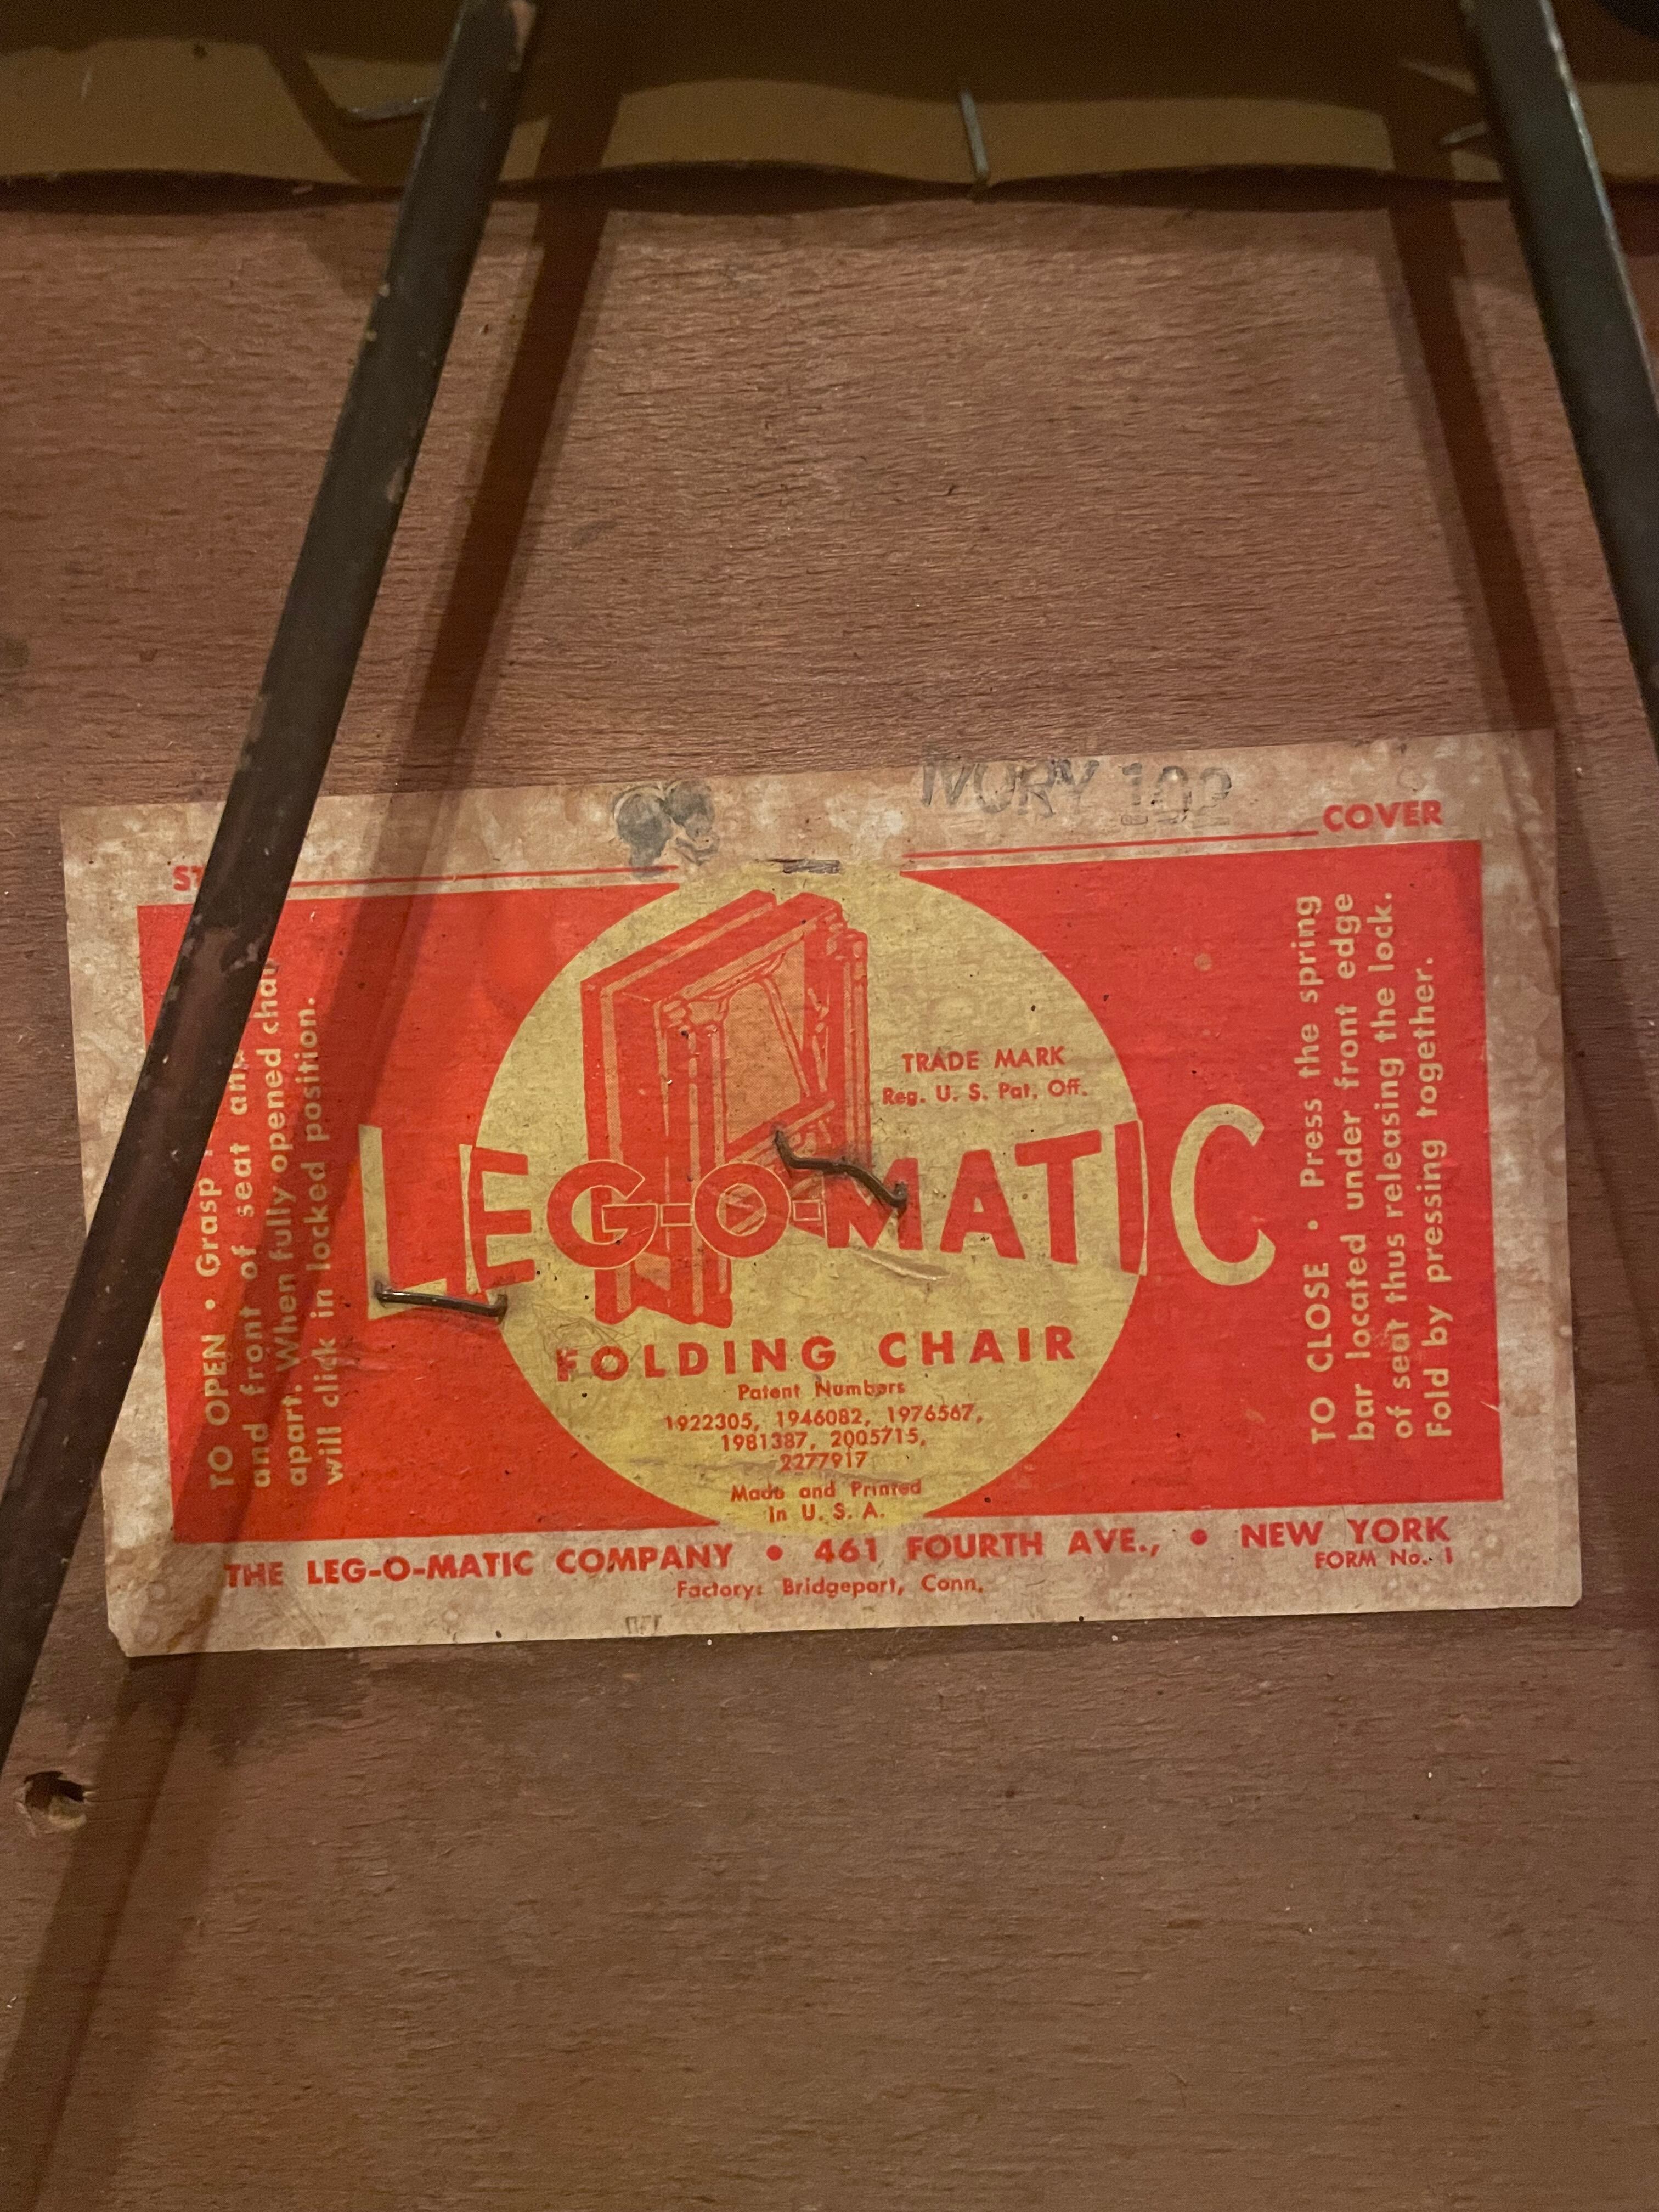 IVORY 102
COVER
TO OPEN • Grasp
and front of seat and
apart. When fully opened chair
will click in locked position.
TRADE MARK
Reg. U. S. Pat. Off.
LEG-O-MATIC
FOLDING CHAIR
Patent Numbers
1922305, 1946082, 1976567,
1981387, 2005715,
2277917
Made and Printed
In U. S. A.
TO CLOSE • Press the spring
bar located under front edge
of seat thus releasing the lock.
Fold by pressing together.
THE LEG-O-MATIC COMPANY • 461 FOURTH AVE., • NEW YORK
FORM No. 1
Factory: Bridgeport, Conn.